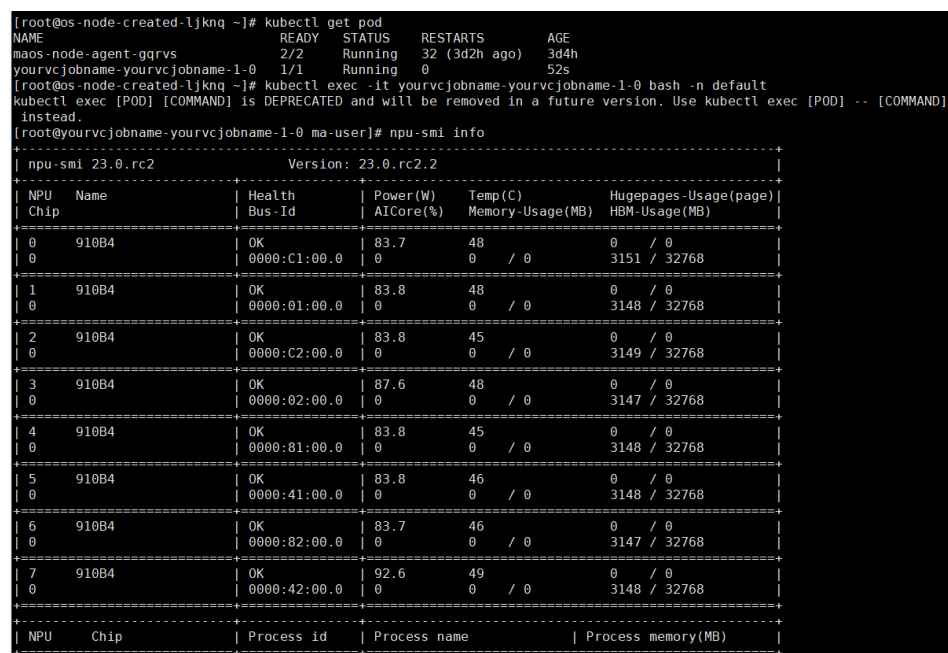 [root@os-node-created-ljknq ~]# kubectl get pod
NAME                              READY   STATUS    RESTARTS        AGE
maos-node-agent-gqrvs             2/2     Running   32 (3d2h ago)   3d4h
yourvcjobname-yourvcjobname-1-0   1/1     Running   0               52s
[root@os-node-created-ljknq ~]# kubectl exec -it yourvcjobname-yourvcjobname-1-0 bash -n default
kubectl exec [POD] [COMMAND] is DEPRECATED and will be removed in a future version. Use kubectl exec [POD] -- [COMMAND]
 instead.
[root@yourvcjobname-yourvcjobname-1-0 ma-user]# npu-smi info
| npu-smi 23.0.rc2                 Version: 23.0.rc2.2 |
| NPU   Name | Health | Power(W)   Temp(C)   Hugepages-Usage(page)|
| Chip | Bus-Id | AICore(%)   Memory-Usage(MB)   HBM-Usage(MB) |
| 0     910B4 | OK | 83.7   48   0    / 0 |
| 0 | 0000:C1:00.0 | 0   0    / 0   3151 / 32768 |
| 1     910B4 | OK | 83.8   48   0    / 0 |
| 0 | 0000:01:00.0 | 0   0    / 0   3148 / 32768 |
| 2     910B4 | OK | 83.8   45   0    / 0 |
| 0 | 0000:C2:00.0 | 0   0    / 0   3149 / 32768 |
| 3     910B4 | OK | 87.6   48   0    / 0 |
| 0 | 0000:02:00.0 | 0   0    / 0   3147 / 32768 |
| 4     910B4 | OK | 83.8   45   0    / 0 |
| 0 | 0000:81:00.0 | 0   0    / 0   3148 / 32768 |
| 5     910B4 | OK | 83.8   46   0    / 0 |
| 0 | 0000:41:00.0 | 0   0    / 0   3148 / 32768 |
| 6     910B4 | OK | 83.7   46   0    / 0 |
| 0 | 0000:82:00.0 | 0   0    / 0   3147 / 32768 |
| 7     910B4 | OK | 92.6   49   0    / 0 |
| 0 | 0000:42:00.0 | 0   0    / 0   3148 / 32768 |
| NPU     Chip | Process id | Process name | Process memory(MB) |